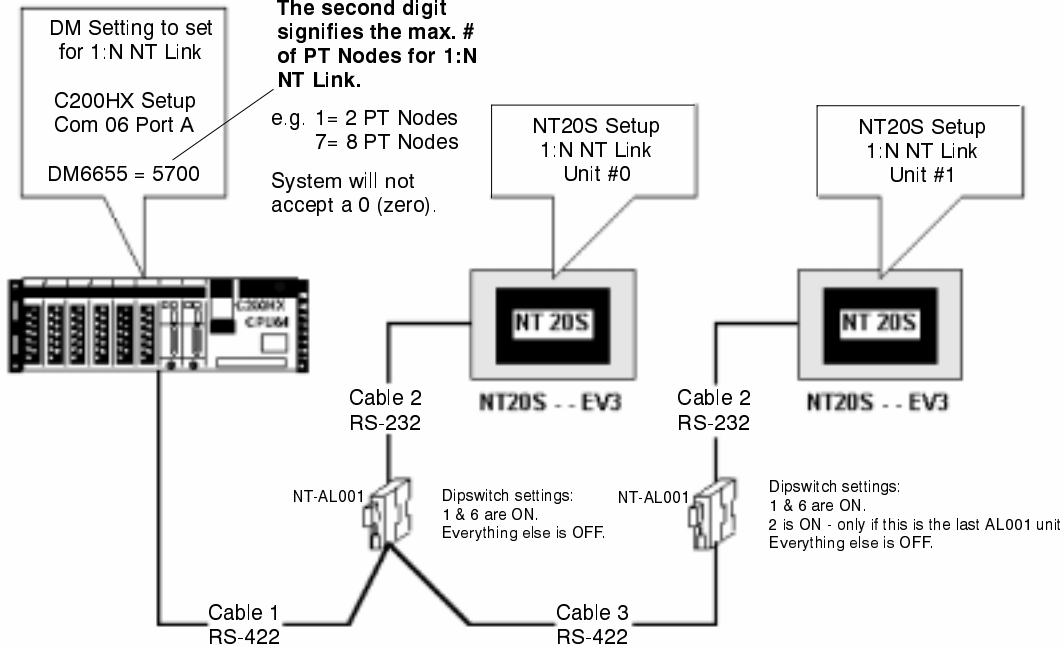 DM Setting to set
for 1:N NT Link
C200HX Setup
Com 06 Port A
DM6655 = 5700
The second digit
signifies the max. #
of PT Nodes for 1:N
NT Link.
e.g. 1= 2 PT Nodes
7= 8 PT Nodes
System will not
accept a 0 (zero).
NT20S Setup
1:N NT Link
Unit #0
NT20S Setup
1:N NT Link
Unit #1
C200HX
CPU64
NT 20S
NT20S - - EV3
NT 20S
NT20S - - EV3
Cable 2
RS-232
Cable 2
RS-232
NT-AL001
Dipswitch settings:
1 & 6 are ON.
Everything else is OFF.
NT-AL001
Dipswitch settings:
1 & 6 are ON.
2 is ON - only if this is the last AL001 unit
Everything else is OFF.
Cable 1
RS-422
Cable 3
RS-422